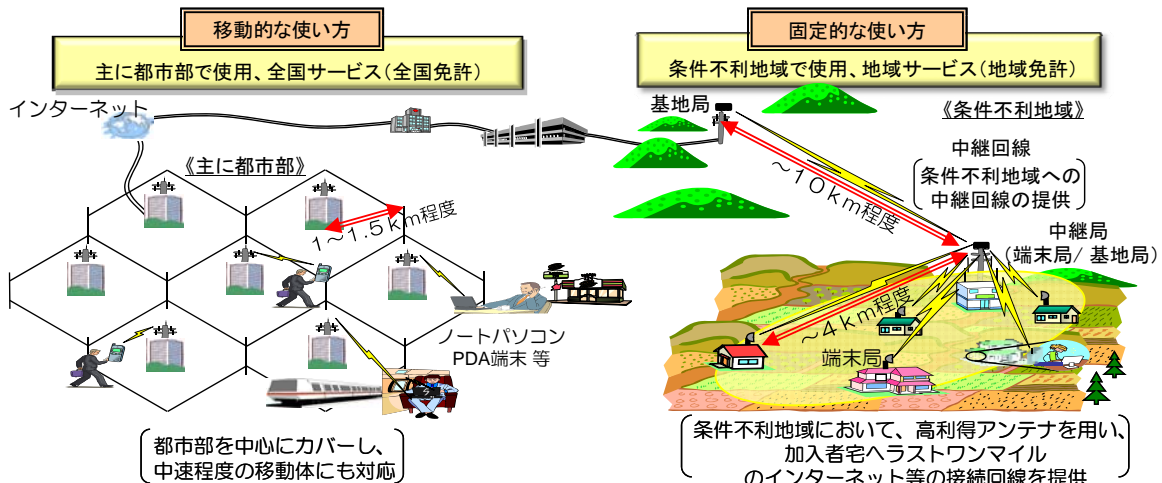 移動的な使い方
主に都市部で使用、全国サービス(全国免許)
インターネット
《主に都市部》
1～1.5km程度
ノートパソコン
PDA端末 等
都市部を中心にカバーし、
中速程度の移動体にも対応
固定的な使い方
条件不利地域で使用、地域サービス(地域免許)
基地局
《条件不利地域》
中継回線
条件不利地域への
中継回線の提供
～10km程度
中継局
(端末局/ 基地局)
～4km程度
端末局
条件不利地域において、高利得アンテナを用い、
加入者宅へラストワンマイル
のインターネット等の接続回線を提供